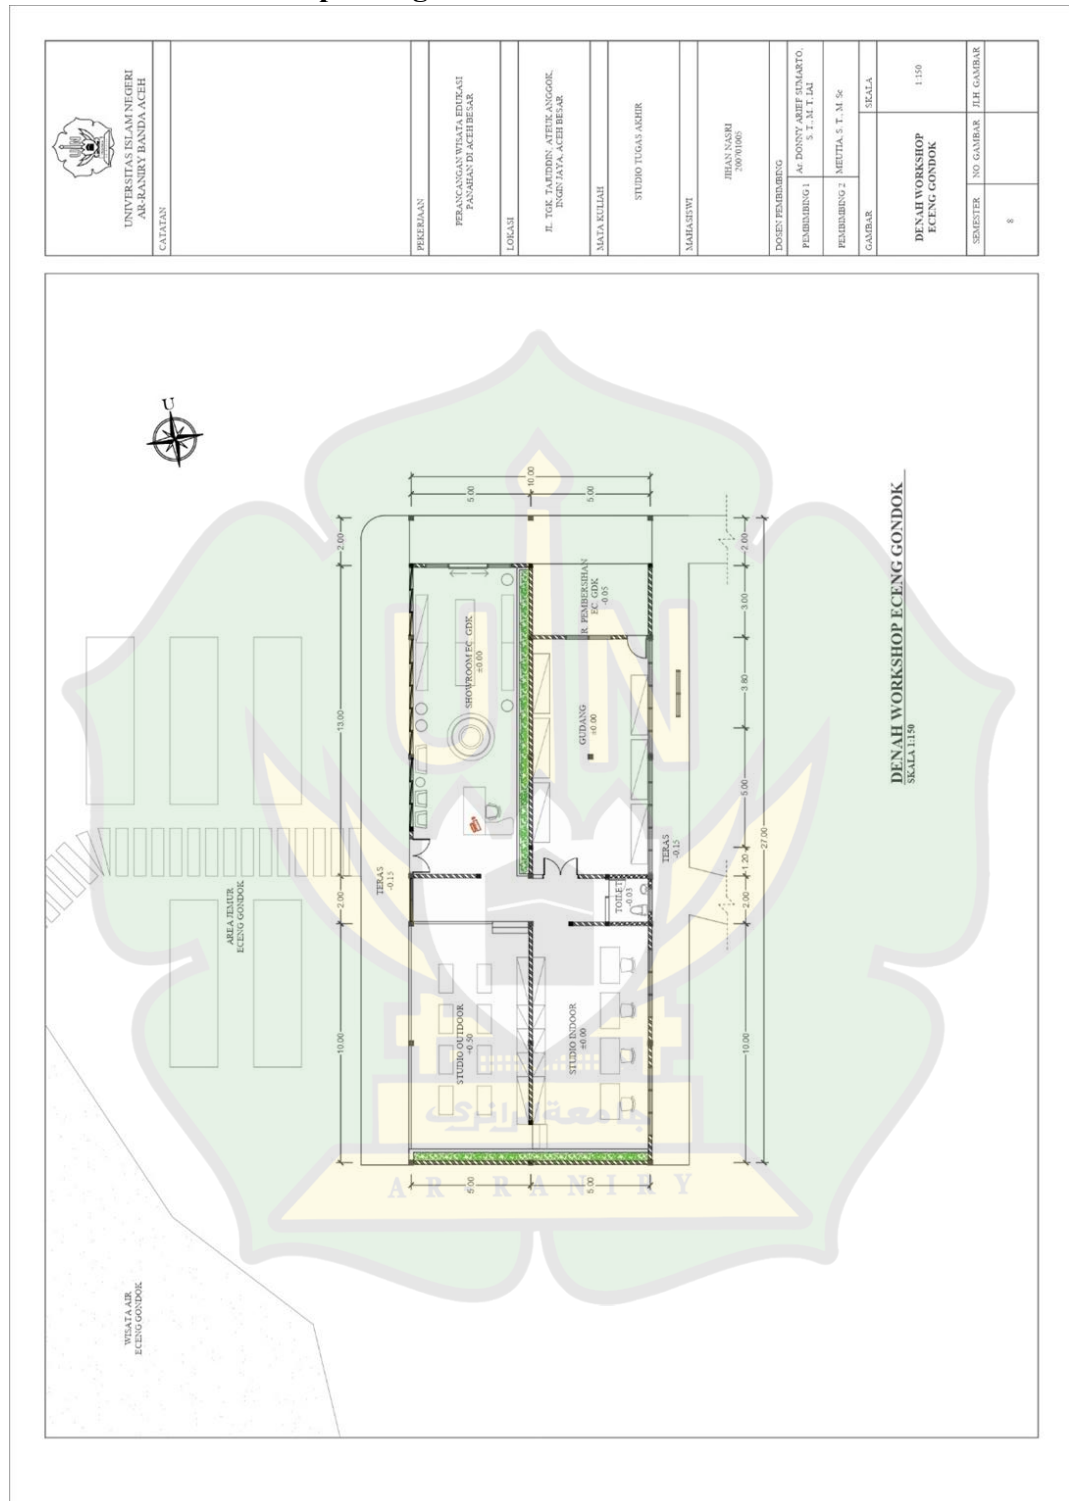 UNIVERSITAS ISLAM NEGERI
AR-RANIRY BANDA ACEH
CATATAN
PEKERJAAN
PERANCANGAN WISATA EDUKASI
PANAHAN DI ACEH BESAR
LOKASI
JL. TGK. TAJUDDIN, ATEUK ANGGOK,
INGIN JAYA, ACEH BESAR
MATA KULIAH
STUDIO TUGAS AKHIR
MAHASISWI
JIHAN NASRI
200701005
DOSEN PEMBIMBING
PEMBIMBING 1
Ar. DONNY ARIEF SUMARTO,
S. T., M. T, IAI
PEMBIMBING 2
MEUTIA, S. T., M. Sc
GAMBAR
SKALA
DENAH WORKSHOP
ECENG GONDOK
1:150
SEMESTER
NO. GAMBAR
JLH. GAMBAR
8
U
WISATA AIR
ECENG GONDOK
AREA JEMUR
ECENG GONDOK
10.00
2.00
13.00
2.00
TERAS
-0.15
TERAS
-0.15
5.00
5.00
5.00
5.00
10.00
STUDIO OUTDOOR
+0.50
STUDIO INDOOR
±0.00
SHOWROOM EC. GDK
±0.00
GUDANG
±0.00
R. PEMBERSIHAN
EC. GDK
-0.05
TOILET
-0.03
10.00
2.00
1.20
5.00
3.80
3.00
2.00
27.00
DENAH WORKSHOP ECENG GONDOK
SKALA 1:150
UIN
جامعة الرانري
AR-RANIRY